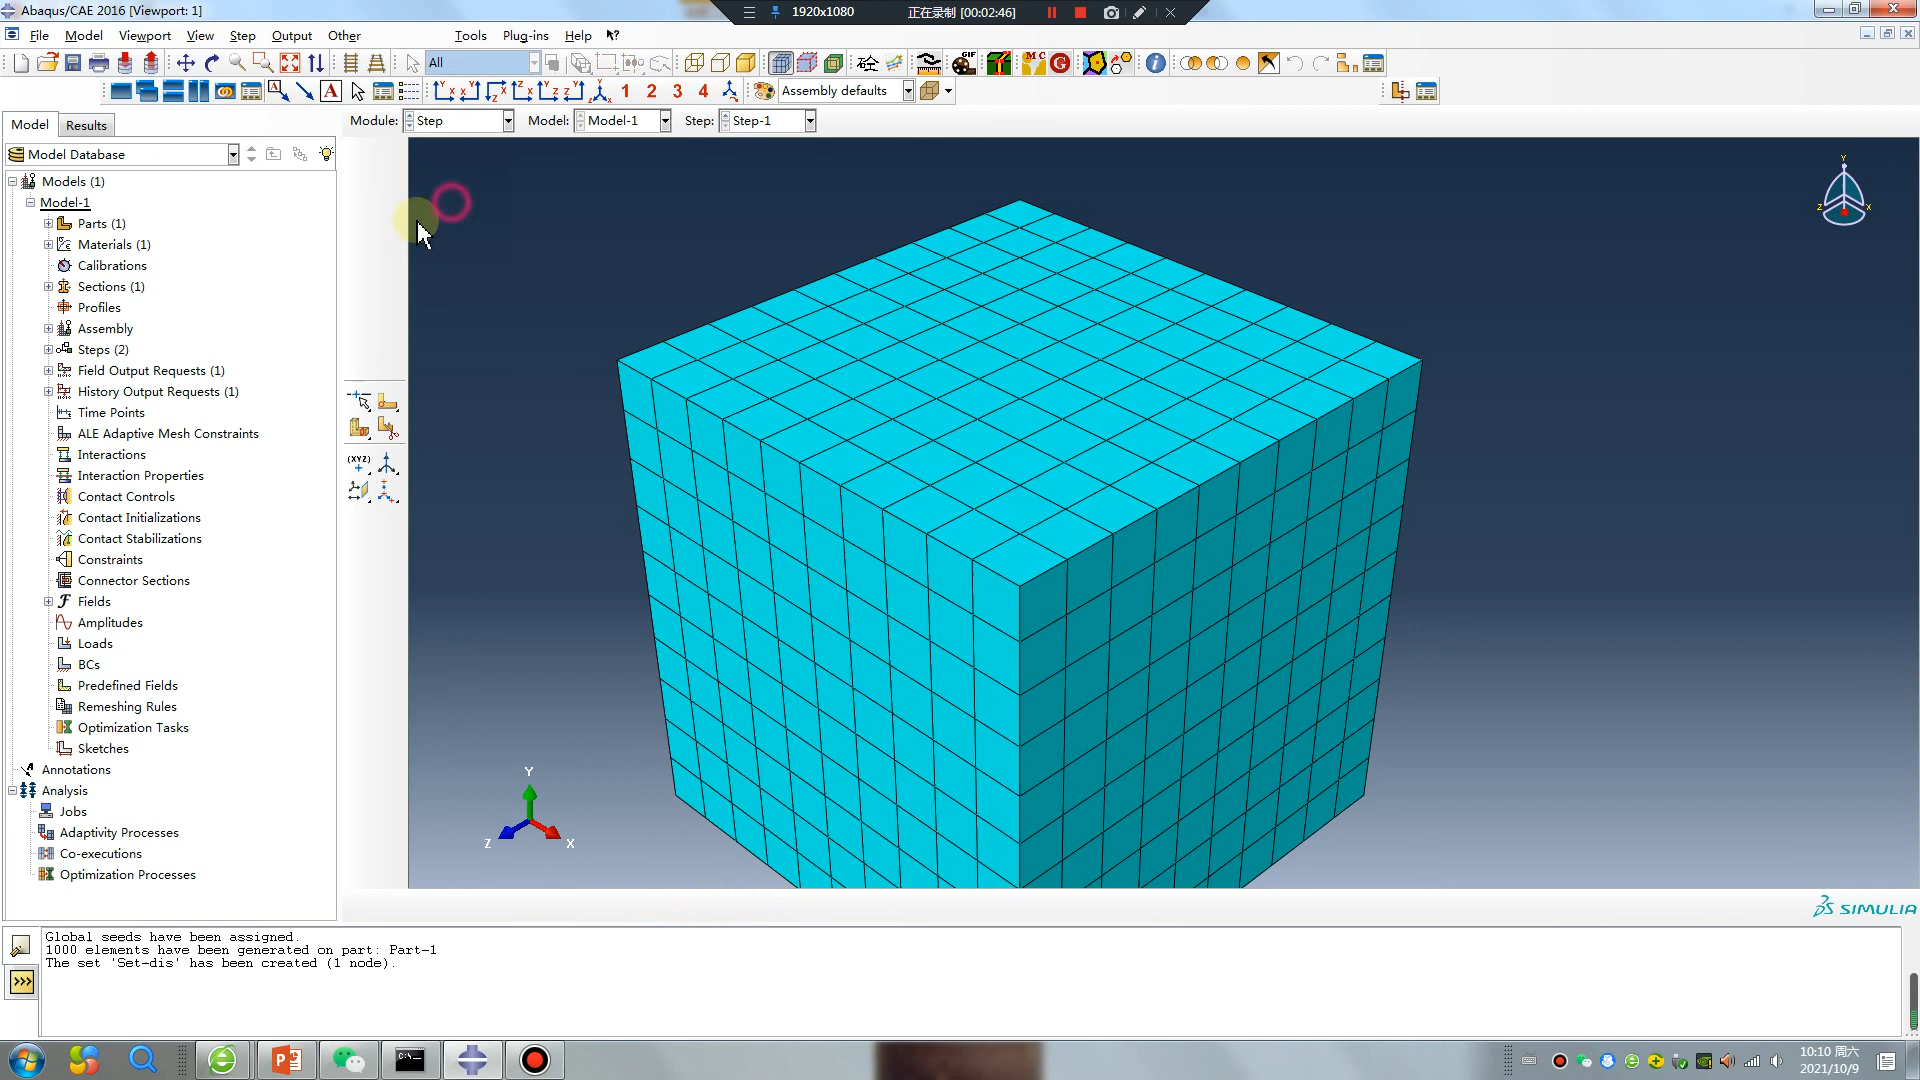 Abaqus/CAE 2016 [Viewport: 1]
1920x1080
正在录制 [00:02:46]
File
Model
Viewport
View
Step
Output
Other
Tools
Plug-ins
Help
All
Assembly defaults
1 2 3 4
Model
Results
Module:
Step
Model:
Model-1
Step:
Step-1
Model Database
Models (1)
Model-1
Parts (1)
Materials (1)
Calibrations
Sections (1)
Profiles
Assembly
Steps (2)
Field Output Requests (1)
History Output Requests (1)
Time Points
ALE Adaptive Mesh Constraints
Interactions
Interaction Properties
Contact Controls
Contact Initializations
Contact Stabilizations
Constraints
Connector Sections
Fields
Amplitudes
Loads
BCs
Predefined Fields
Remeshing Rules
Optimization Tasks
Sketches
Annotations
Analysis
Jobs
Adaptivity Processes
Co-executions
Optimization Processes
(XYZ)
Y
Z
X
Y
Z
X
SIMULIA
Global seeds have been assigned.
1000 elements have been generated on part: Part-1
The set 'Set-dis' has been created (1 node).
>>>
10:10 周六
2021/10/9